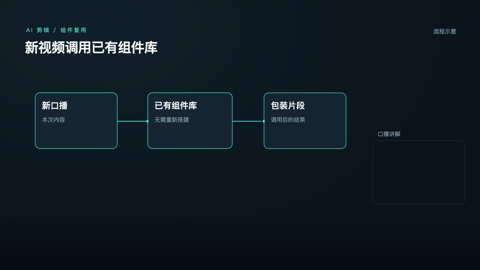 AI 剪辑 / 组件复用
新视频调用已有组件库
流程示意
新口播
本次内容
已有组件库
无需重新搭建
包装片段
调用后的结果
口播讲解